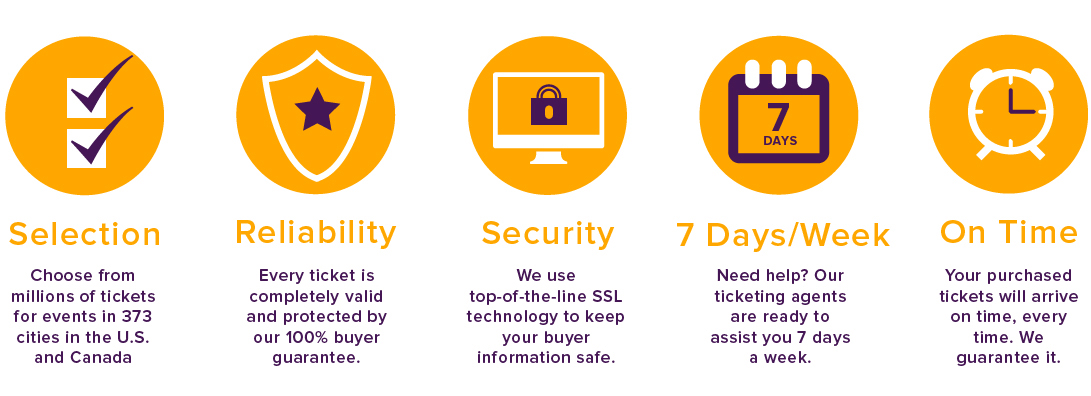 7
DAYS
Selection
Choose from
millions of tickets
for events in 373
cities in the U.S.
and Canada
Reliability
Every ticket is
completely valid
and protected by
our 100% buyer
guarantee.
Security
We use
top-of-the-line SSL
technology to keep
your buyer
information safe.
7 Days/Week
Need help? Our
ticketing agents
are ready to
assist you 7 days
a week.
On Time
Your purchased
tickets will arrive
on time, every
time. We
guarantee it.